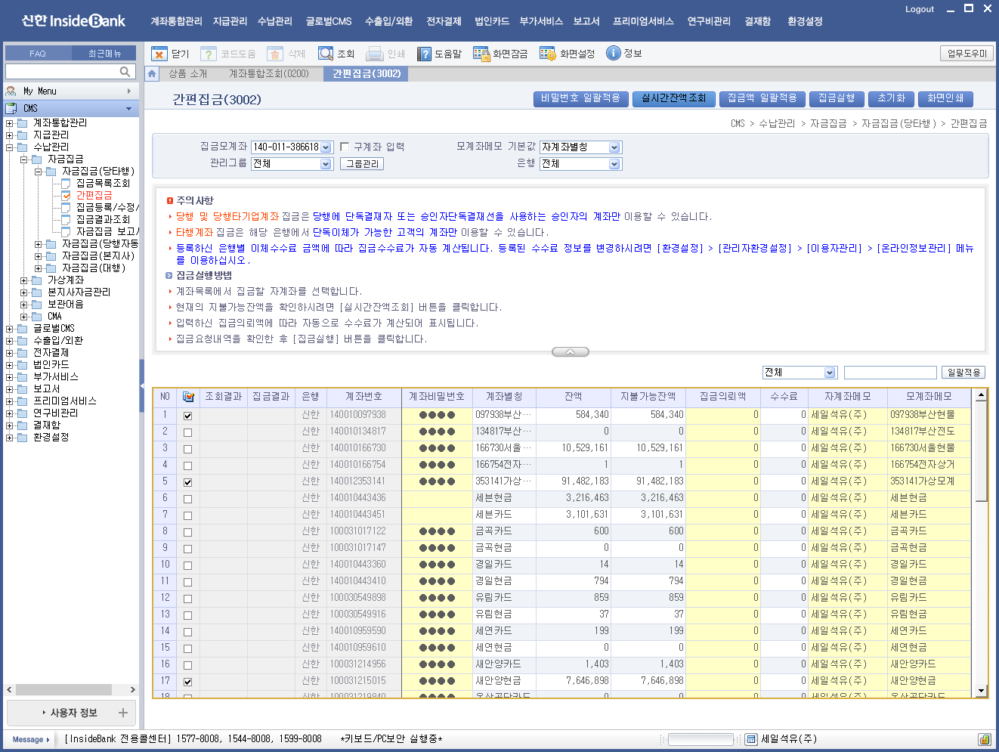 Logout
신한 InsideBank
계좌통합관리 지급관리 수납관리 글로벌CMS 수출입/외환 전자결제 법인카드 부가서비스 보고서 프리미엄서비스 연구비관리 결재함 환경설정
FAQ 최근메뉴
닫기 코드도움 삭제 조회 인쇄 도움말 화면잠금 화면설정 정보 업무도우미
상품 소개 계좌통합조회(0200) 간편집금(3002)
My Menu
CMS
계좌통합관리
지급관리
수납관리
자금집금
자금집금(당타행)
집금목록조회
간편집금
집금등록/수정/
집금결과조회
자금집금 보고서
자금집금(당행자동
자금집금(본지사)
자금집금(대행)
가상계좌
본지사자금관리
보관어음
CMA
글로벌CMS
수출입/외환
전자결제
법인카드
부가서비스
보고서
프리미엄서비스
연구비관리
결재함
환경설정
사용자 정보
간편집금(3002)
비밀번호 일괄적용 실시간잔액조회 집금액 일괄적용 집금실행 초기화 화면인쇄
CMS > 수납관리 > 자금집금 > 자금집금(당타행) > 간편집금
집금모계좌 140-011-386618 구계좌 입력 모계좌메모 기본값 자계좌별칭
관리그룹 전체 그룹관리 은행 전체
주의사항
당행 및 당행타기업계좌 집금은 당행에 단독결재자 또는 승인자단독결재선을 사용하는 승인자의 계좌만 이용할 수 있습니다.
타행계좌 집금은 해당 은행에서 단독이체가 가능한 고객의 계좌만 이용할 수 있습니다.
등록하신 은행별 이체수수료 금액에 따라 집금수수료가 자동 계산됩니다. 등록된 수수료 정보를 변경하시려면 [환경설정] > [관리자환경설정] > [이용자관리] > [온라인정보관리] 메뉴
를 이용하십시오.
집금실행방법
계좌목록에서 집금할 자계좌를 선택합니다.
현재의 지불가능잔액을 확인하시려면 [실시간잔액조회] 버튼을 클릭합니다.
입력하신 집금의뢰액에 따라 자동으로 수수료가 계산되어 표시됩니다.
집금요청내역을 확인한 후 [집금실행] 버튼을 클릭합니다.
전체 일괄적용
NO 조회결과 집금결과 은행 계좌번호 계좌비밀번호 계좌별칭 잔액 지불가능잔액 집금의뢰액 수수료 자계좌메모 모계좌메모
1 신한 140010097938 ●●●● 097938부산… 584,340 584,340 0 0 세일석유(주) 097938부산현물
2 신한 140010134817 ●●●● 134817부산… 0 0 0 0 세일석유(주) 134817부산전도
3 신한 140010166730 ●●●● 166730서울… 10,529,161 10,529,161 0 0 세일석유(주) 166730서울현물
4 신한 140010166754 ●●●● 166754전자… 1 1 0 0 세일석유(주) 166754전자상거
5 신한 140012353141 ●●●● 353141가상… 91,482,183 91,482,183 0 0 세일석유(주) 353141가상모계
6 신한 140010443436 세븐현금 3,216,463 3,216,463 0 0 세일석유(주) 세븐현금
7 신한 140010443451 세븐카드 3,101,631 3,101,631 0 0 세일석유(주) 세븐카드
8 신한 100031017122 ●●●● 금곡카드 600 600 0 0 세일석유(주) 금곡카드
9 신한 100031017147 ●●●● 금곡현금 0 0 0 0 세일석유(주) 금곡현금
10 신한 140010443360 ●●●● 경일카드 14 14 0 0 세일석유(주) 경일카드
11 신한 140010443410 ●●●● 경일현금 794 794 0 0 세일석유(주) 경일현금
12 신한 100030549898 ●●●● 유림카드 859 859 0 0 세일석유(주) 유림카드
13 신한 100030549916 ●●●● 유림현금 37 37 0 0 세일석유(주) 유림현금
14 신한 140010959590 ●●●● 세연카드 199 199 0 0 세일석유(주) 세연카드
15 신한 140010959610 ●●●● 세연현금 0 0 0 0 세일석유(주) 세연현금
16 신한 100031214956 ●●●● 새안양카드 1,403 1,403 0 0 세일석유(주) 새안양카드
17 신한 100031215015 ●●●● 새안양현금 7,646,898 7,646,898 0 0 세일석유(주) 새안양현금
18 신한 100031219840 ●●●● 0 0 0 0 세일석유(주)
Message [InsideBank 전용콜센터] 1577-8008, 1544-8008, 1599-8008 *키보드/PC보안 실행중* 세일석유(주)